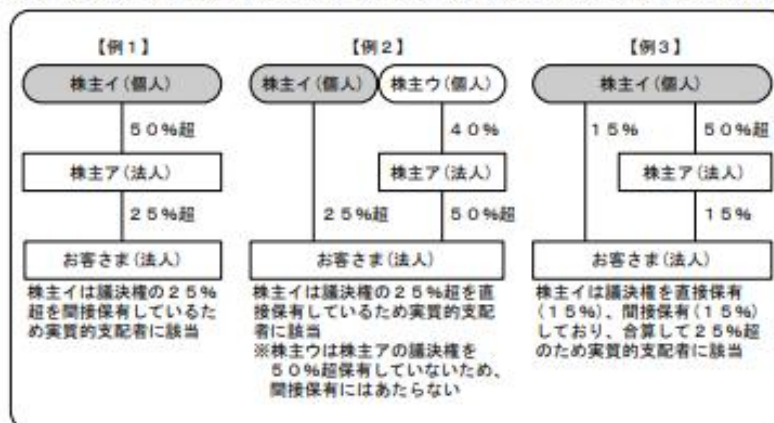 【例１】
株主イ(個人)
５０％超
株主ア(法人)
２５％超
お客さま(法人)
株主イは議決権の２５％
超を間接保有しているた
め実質的支配者に該当
【例２】
株主イ(個人)
株主ウ(個人)
４０％
株主ア(法人)
２５％超
５０％超
お客さま(法人)
株主イは議決権の２５％超を直
接保有しているため実質的支配
者に該当
※株主ウは株主アの議決権を
５０％超保有していないため、
間接保有にはあたらない
【例３】
株主イ(個人)
１５％
５０％超
株主ア(法人)
１５％
お客さま(法人)
株主イは議決権を直接保有
(１５％)、間接保有(１５％)
しており、合算して２５％超
のため実質的支配者に該当